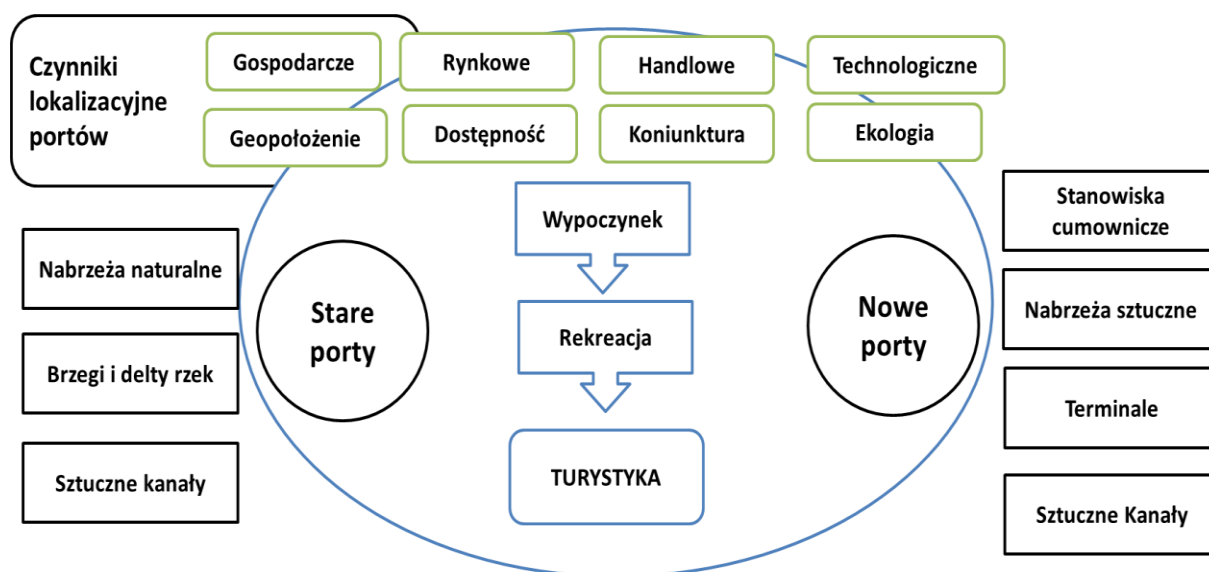 Czynniki
lokalizacyjne
portów
Gospodarcze
Rynkowe
Handlowe
Technologiczne
Geopołożenie
Dostępność
Koniunktura
Ekologia
Nabrzeża naturalne
Brzegi i delty rzek
Sztuczne kanały
Stare
porty
Wypoczynek
Rekreacja
TURYSTYKA
Nowe
porty
Stanowiska
cumownicze
Nabrzeża sztuczne
Terminale
Sztuczne Kanały